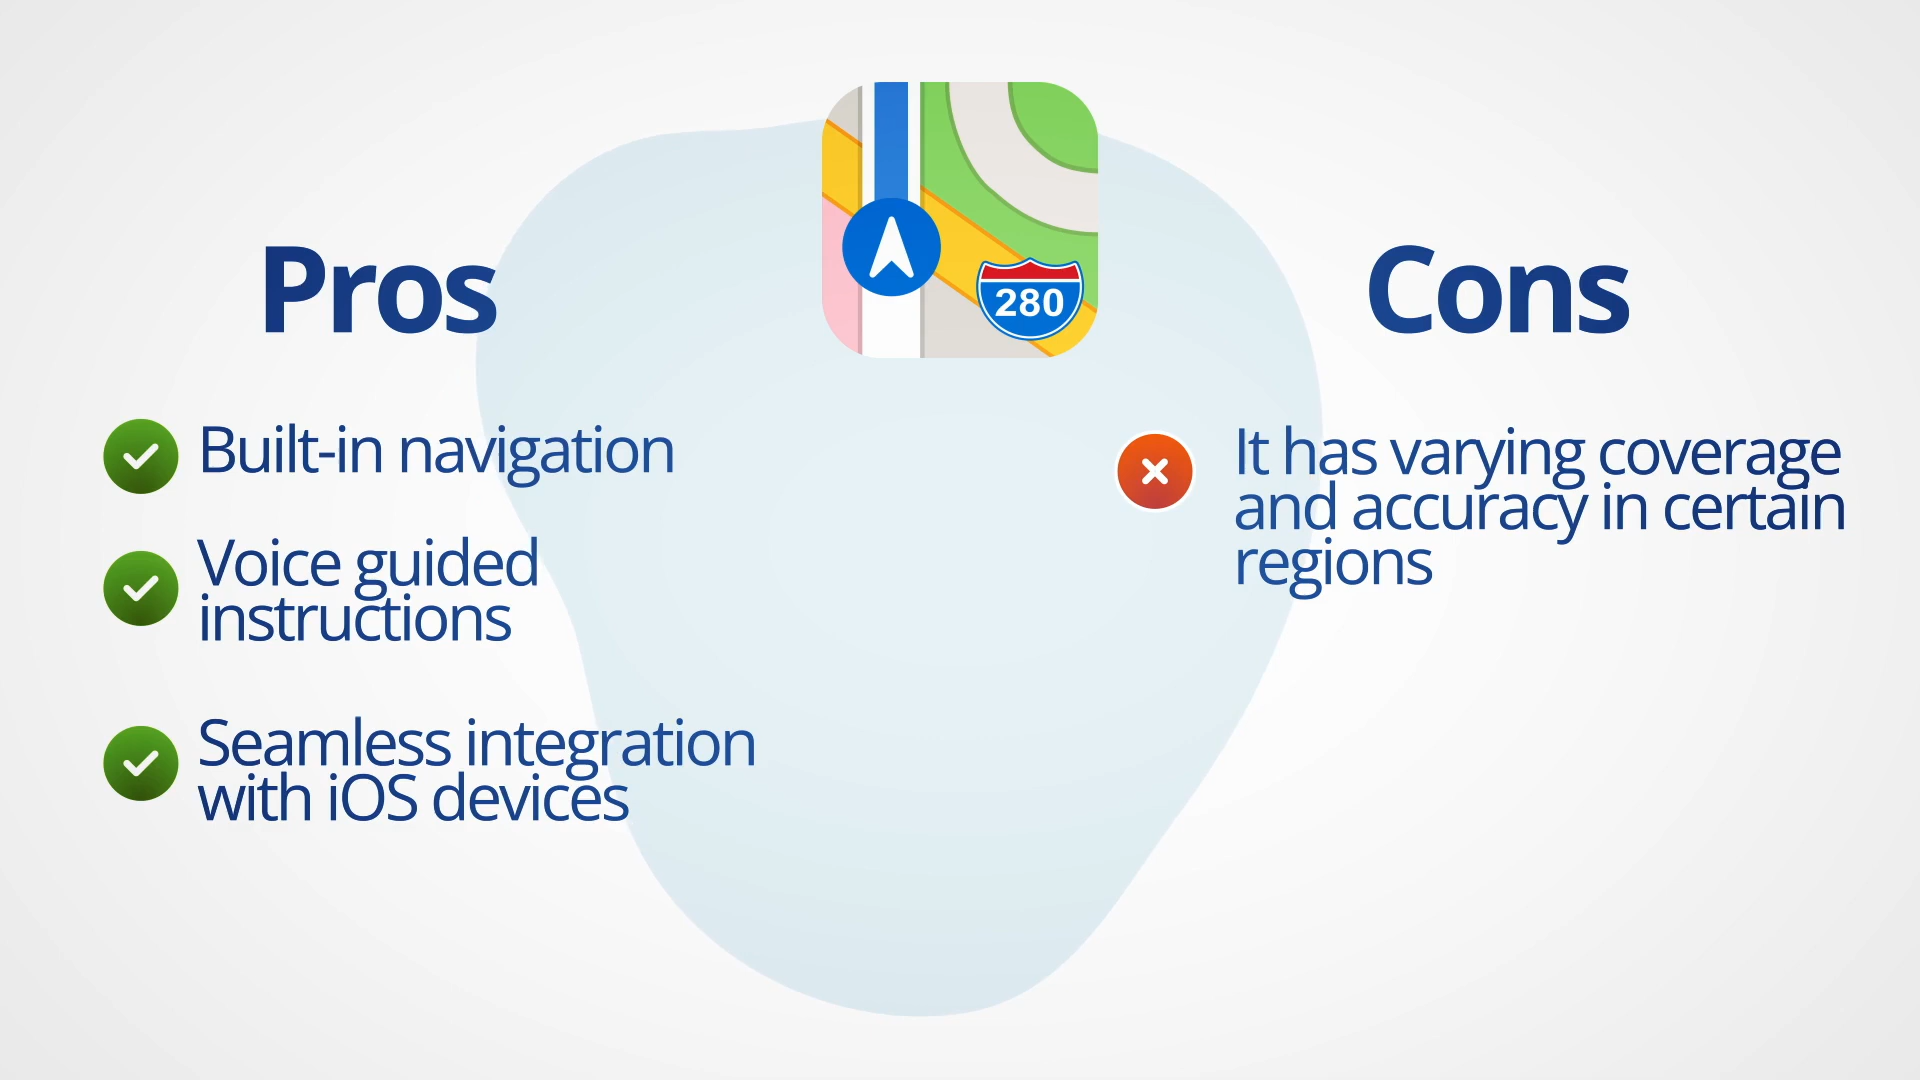 280
Pros
Built-in navigation
Voice guided
instructions
Seamless integration
with iOS devices
Cons
It has varying coverage
and accuracy in certain
regions